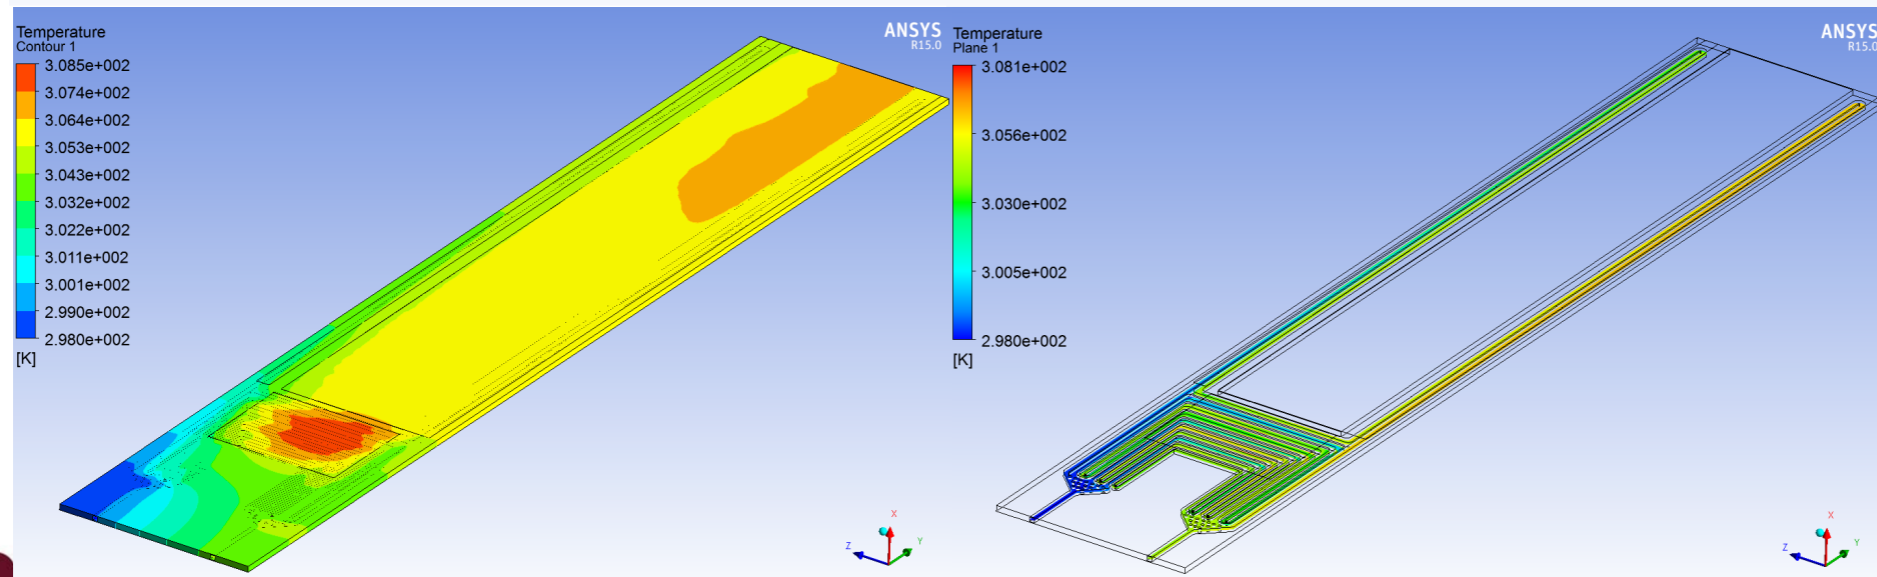 Temperature
Contour 1
3.085e+002
3.074e+002
3.064e+002
3.053e+002
3.043e+002
3.032e+002
3.022e+002
3.011e+002
3.001e+002
2.990e+002
2.980e+002
[K]
ANSYS
R15.0
X
Y
Z
Temperature
Plane 1
3.081e+002
3.056e+002
3.030e+002
3.005e+002
2.980e+002
[K]
ANSYS
R15.0
X
Y
Z